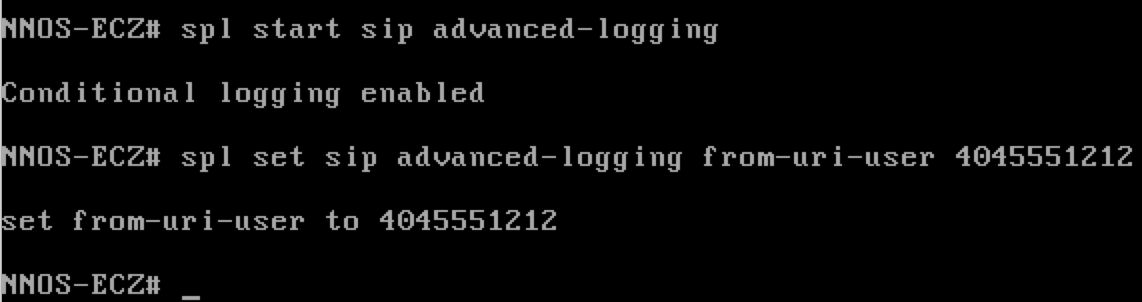 NNOS-ECZ# spl start sip advanced-logging
Conditional logging enabled
NNOS-ECZ# spl set sip advanced-logging from-uri-user 4045551212
set from-uri-user to 4045551212
NNOS-ECZ# _